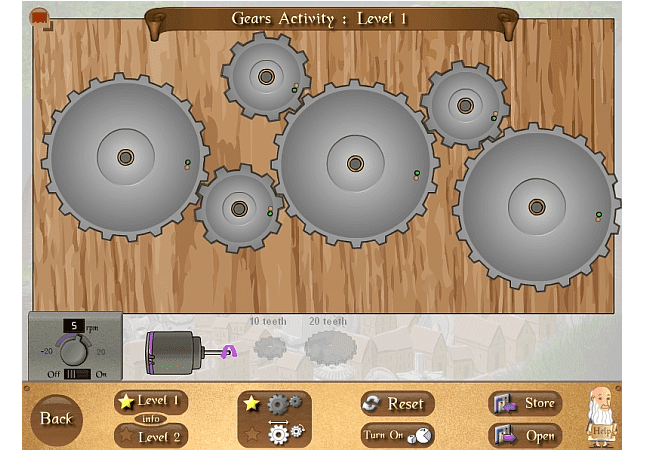 Gears Activity : Level 1
10 teeth 20 teeth
5 rpm
-20 20
Off On
Back
Level 1
info
Level 2
Reset
Turn On
Store
Open
Help